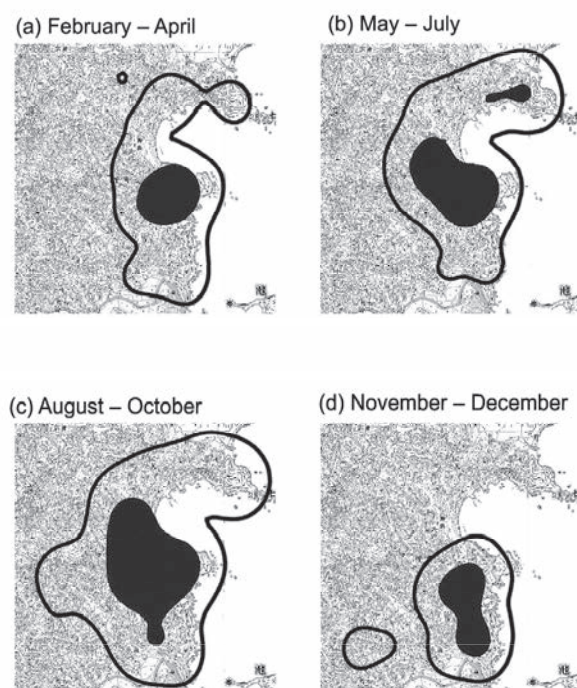 (a) February – April
(b) May – July
(c) August – October
(d) November – December